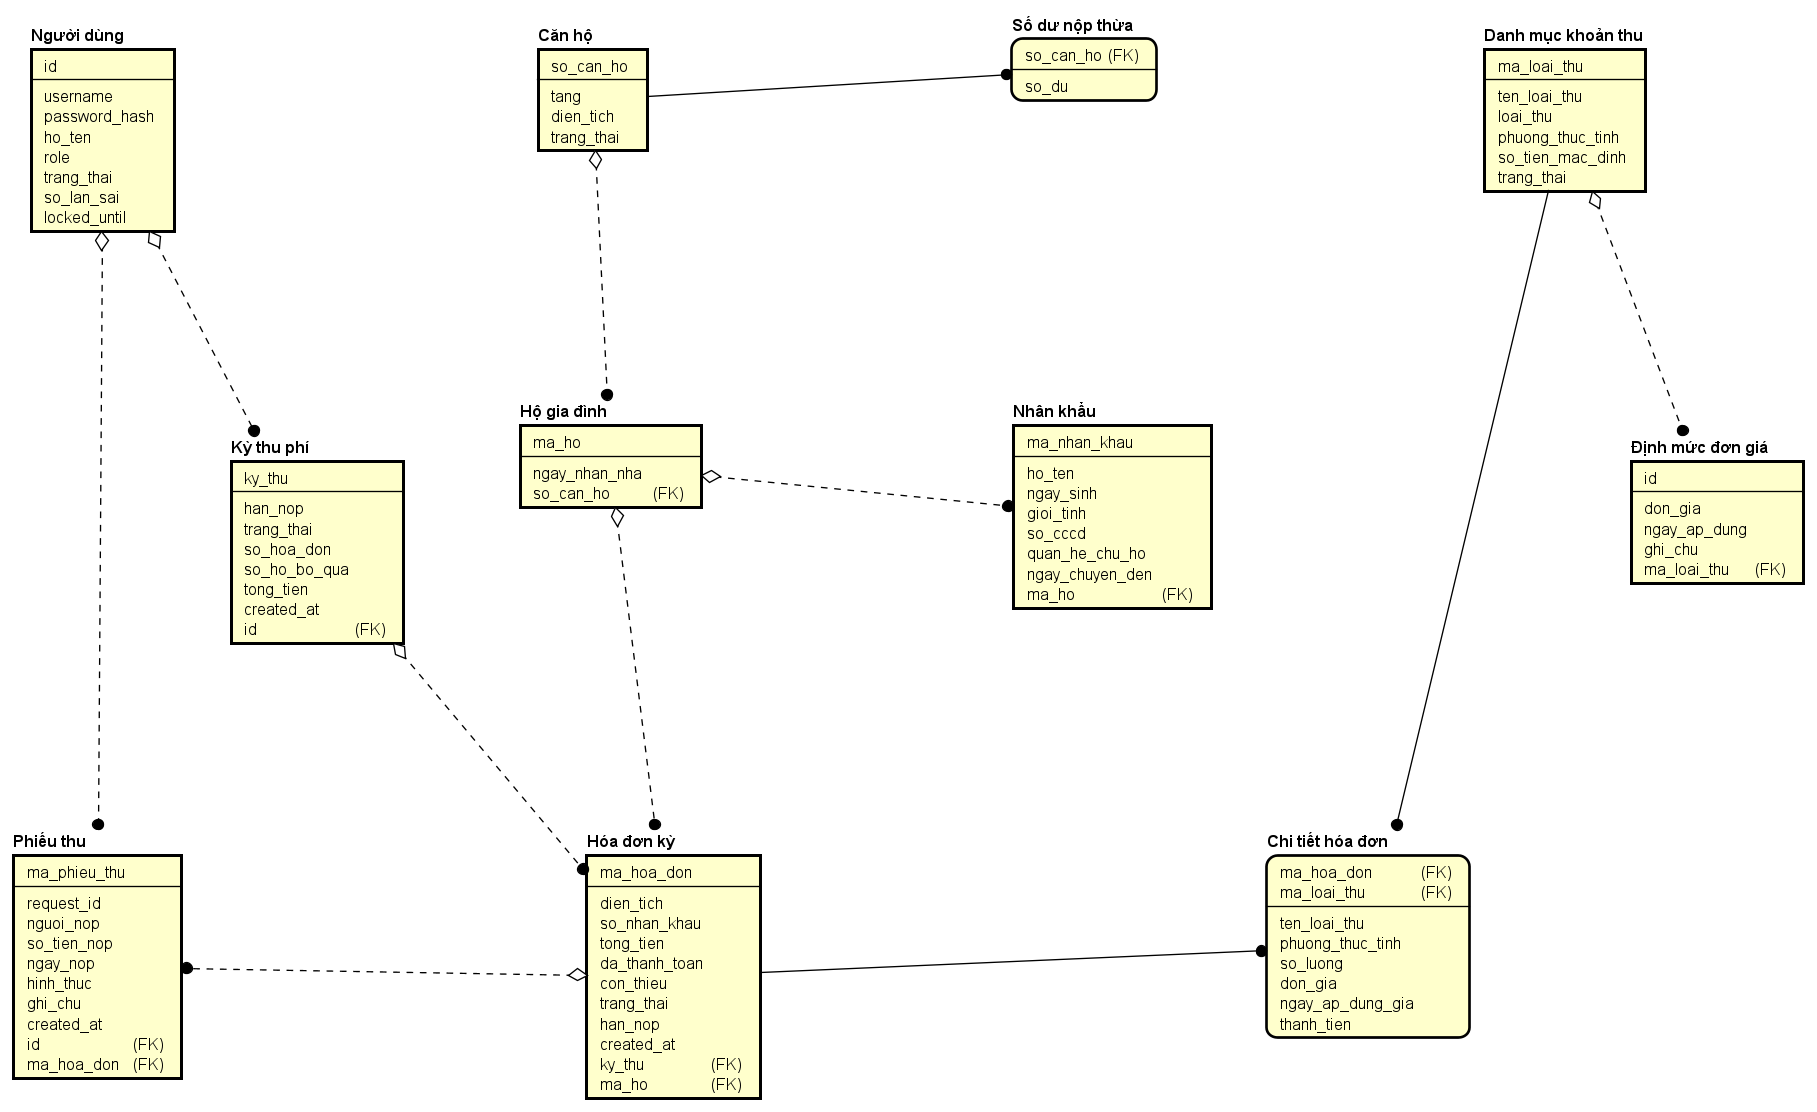 Người dùng
id
username
password_hash
ho_ten
role
trang_thai
so_lan_sai
locked_until
Căn hộ
so_can_ho
tang
dien_tich
trang_thai
Số dư nộp thừa
so_can_ho (FK)
so_du
Danh mục khoản thu
ma_loai_thu
ten_loai_thu
loai_thu
phuong_thuc_tinh
so_tien_mac_dinh
trang_thai
Kỳ thu phí
ky_thu
han_nop
trang_thai
so_hoa_don
so_ho_bo_qua
tong_tien
created_at
id (FK)
Hộ gia đình
ma_ho
ngay_nhan_nha
so_can_ho (FK)
Nhân khẩu
ma_nhan_khau
ho_ten
ngay_sinh
gioi_tinh
so_cccd
quan_he_chu_ho
ngay_chuyen_den
ma_ho (FK)
Định mức đơn giá
id
don_gia
ngay_ap_dung
ghi_chu
ma_loai_thu (FK)
Phiếu thu
ma_phieu_thu
request_id
nguoi_nop
so_tien_nop
ngay_nop
hinh_thuc
ghi_chu
created_at
id (FK)
ma_hoa_don (FK)
Hóa đơn kỳ
ma_hoa_don
dien_tich
so_nhan_khau
tong_tien
da_thanh_toan
con_thieu
trang_thai
han_nop
created_at
ky_thu (FK)
ma_ho (FK)
Chi tiết hóa đơn
ma_hoa_don (FK)
ma_loai_thu (FK)
ten_loai_thu
phuong_thuc_tinh
so_luong
don_gia
ngay_ap_dung_gia
thanh_tien